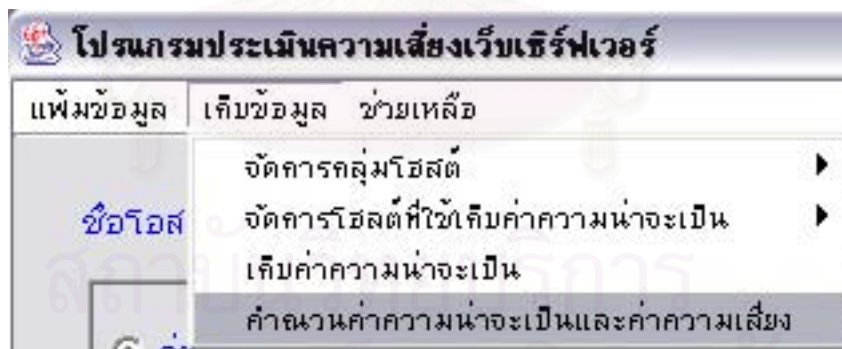 โปรแกรมประเมินความเสี่ยงเว็บเซิร์ฟเวอร์
แฟ้มข้อมูล เก็บข้อมูล ช่วยเหลือ
จัดการกลุ่มโฮสต์
ชื่อโฮส จัดการโฮสต์ที่ใช้เก็บค่าความน่าจะเป็น
เก็บค่าความน่าจะเป็น
คำณวนค่าความน่าจะเป็นและค่าความเสี่ยง